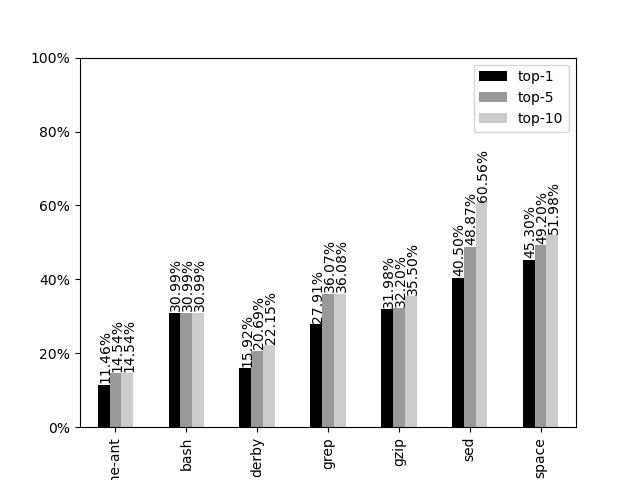 100%
80%
60%
40%
20%
0%
top-1
top-5
top-10
11.46%
14.54%
14.54%
30.99%
30.99%
30.99%
15.92%
20.69%
22.15%
27.91%
36.07%
36.08%
31.98%
32.20%
35.50%
40.50%
48.87%
60.56%
45.30%
49.20%
51.98%
ne-ant
bash
derby
grep
gzip
sed
space